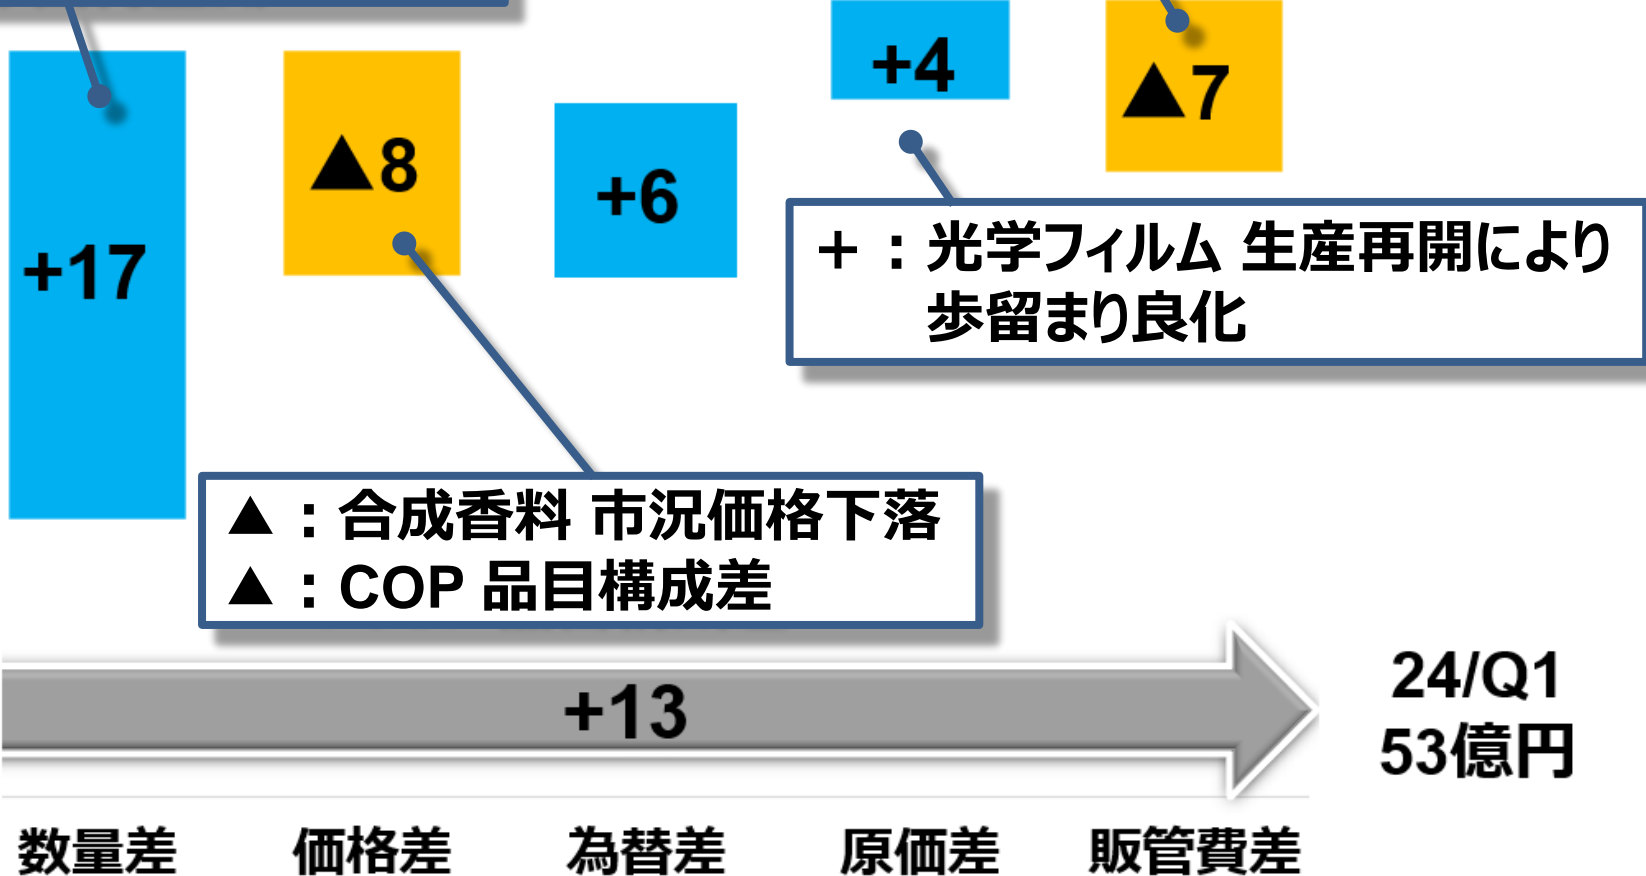 +4
▲7
▲8
+6
+17
+：光学フィルム 生産再開により
歩留まり良化
▲：合成香料 市況価格下落
▲：COP 品目構成差
+13
24/Q1
53億円
数量差 価格差 為替差 原価差 販管費差